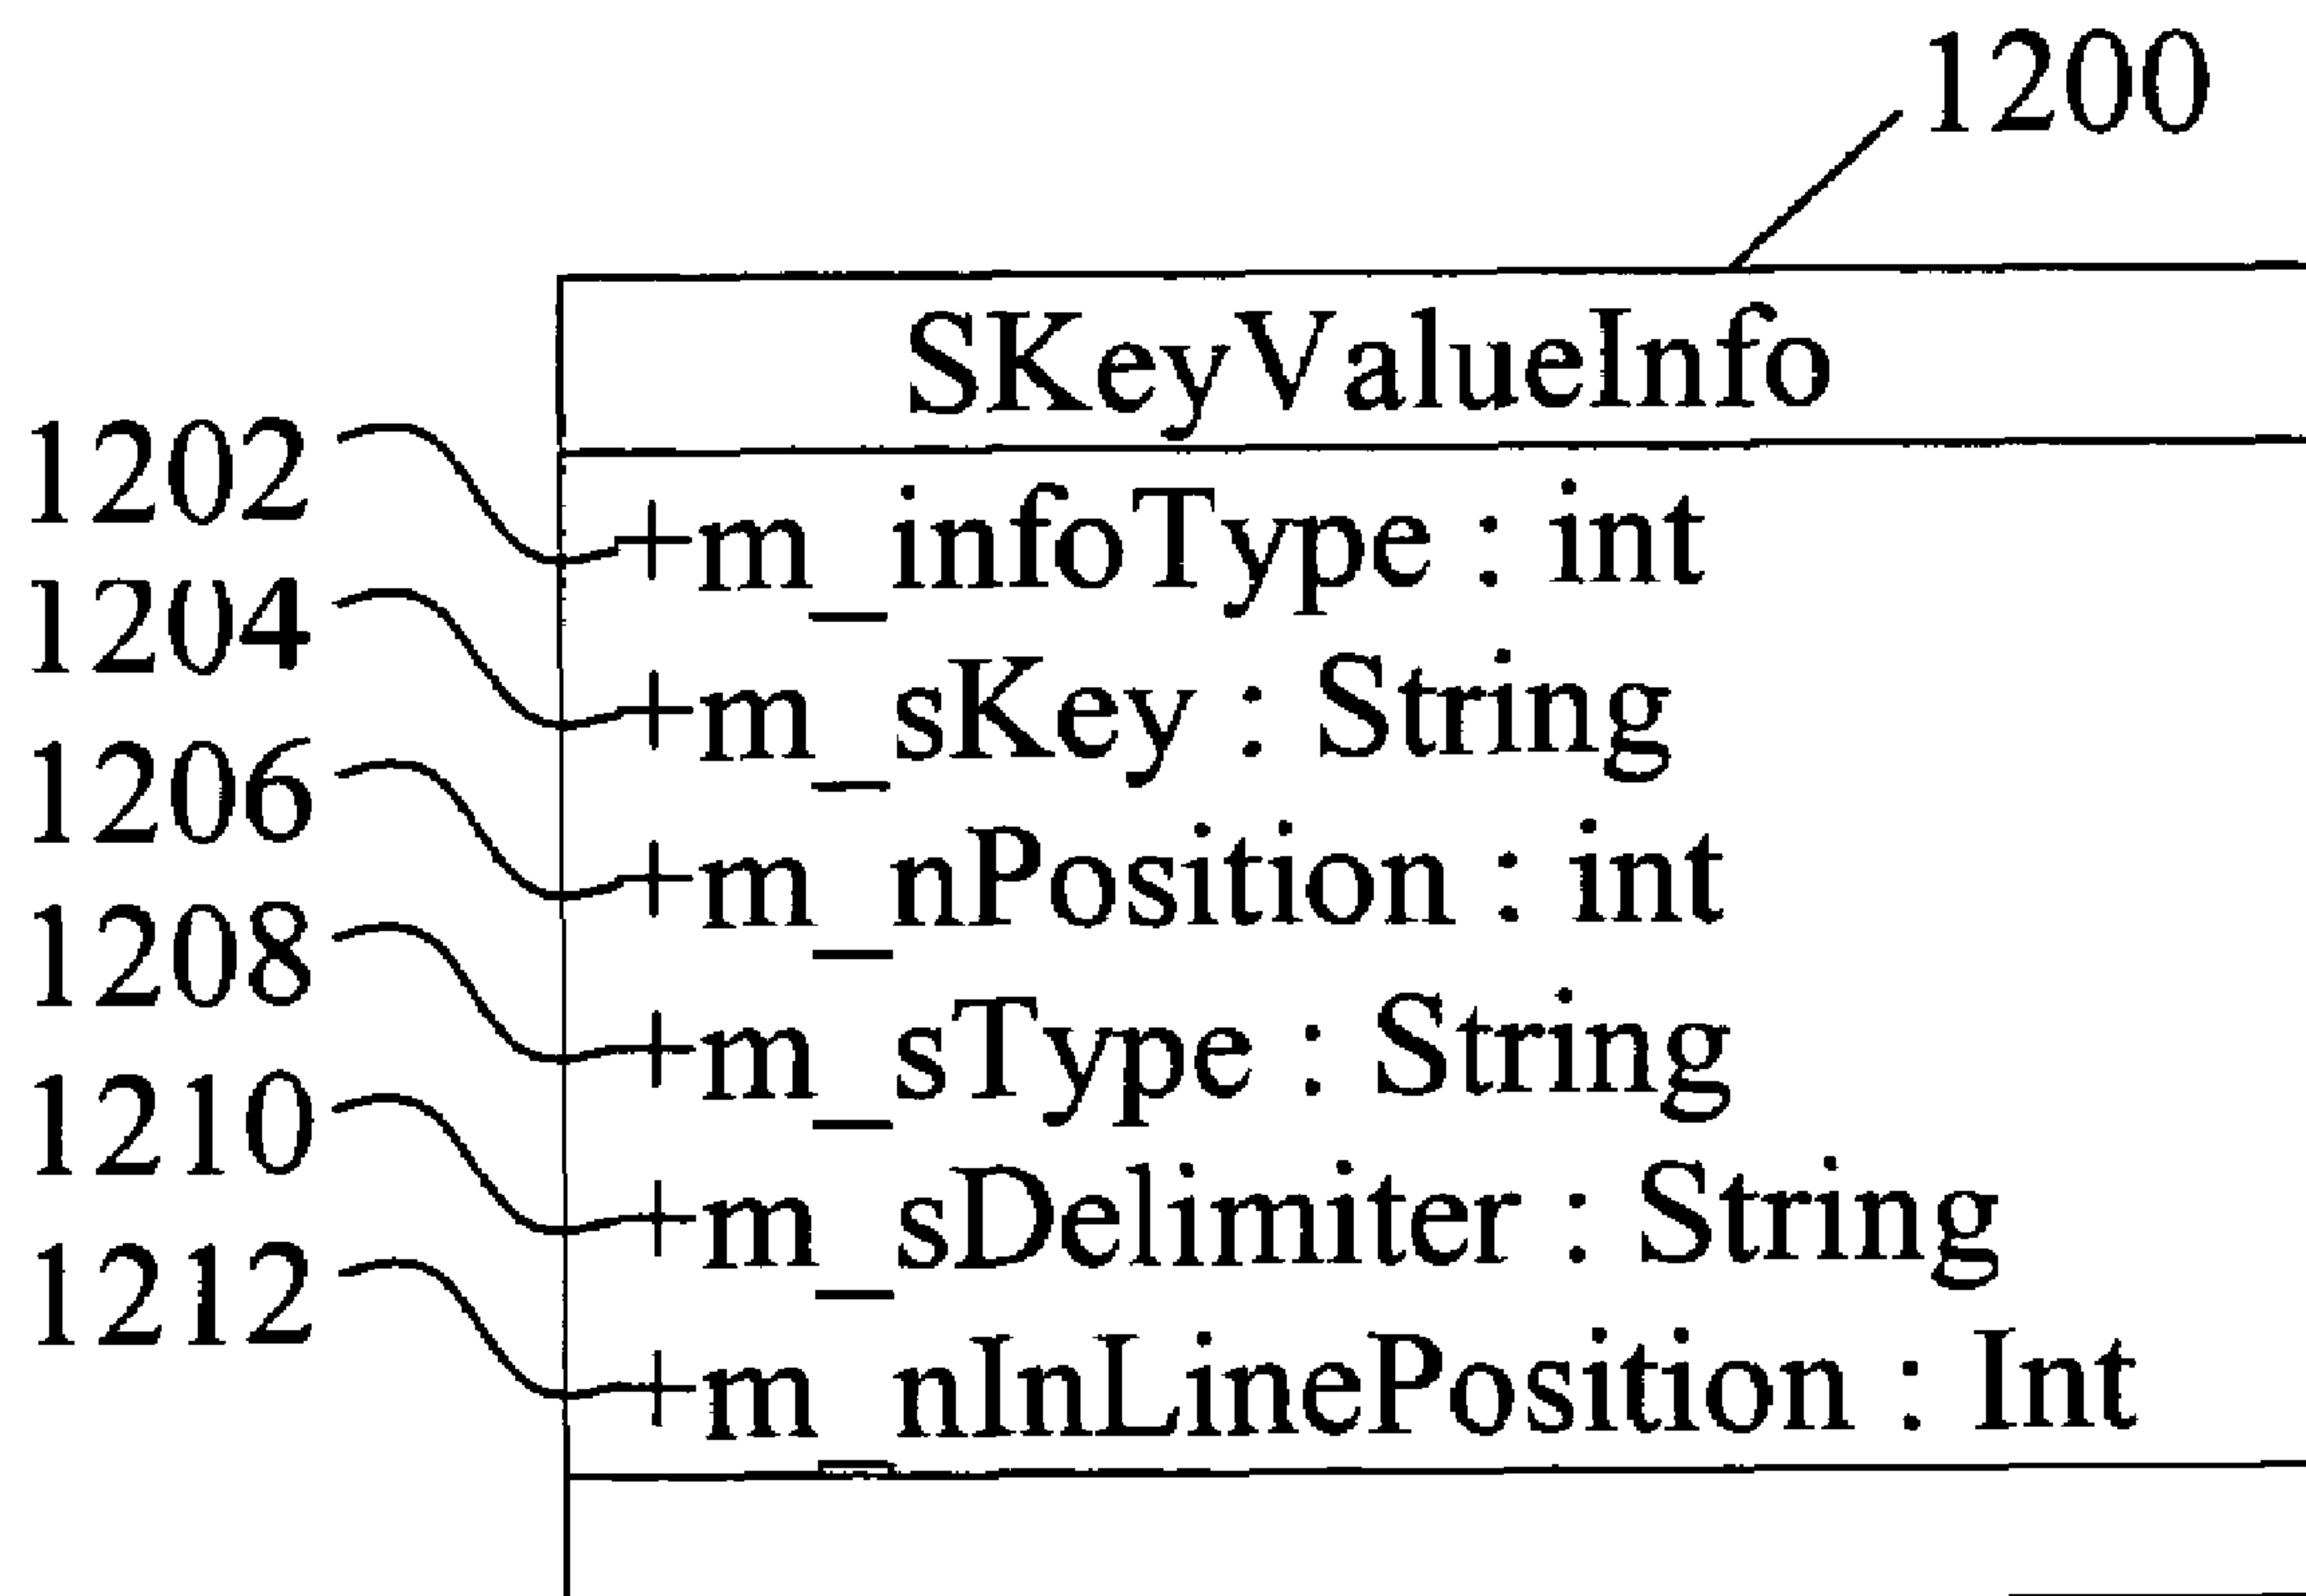 1200
SKeyValueInfo
1202 +m_infoType : int
1204 +m_sKey : String
1206 +m_nPosition : int
1208 +m_sType : String
1210 +m_sDelimiter : String
1212 +m_nInLinePosition : Int